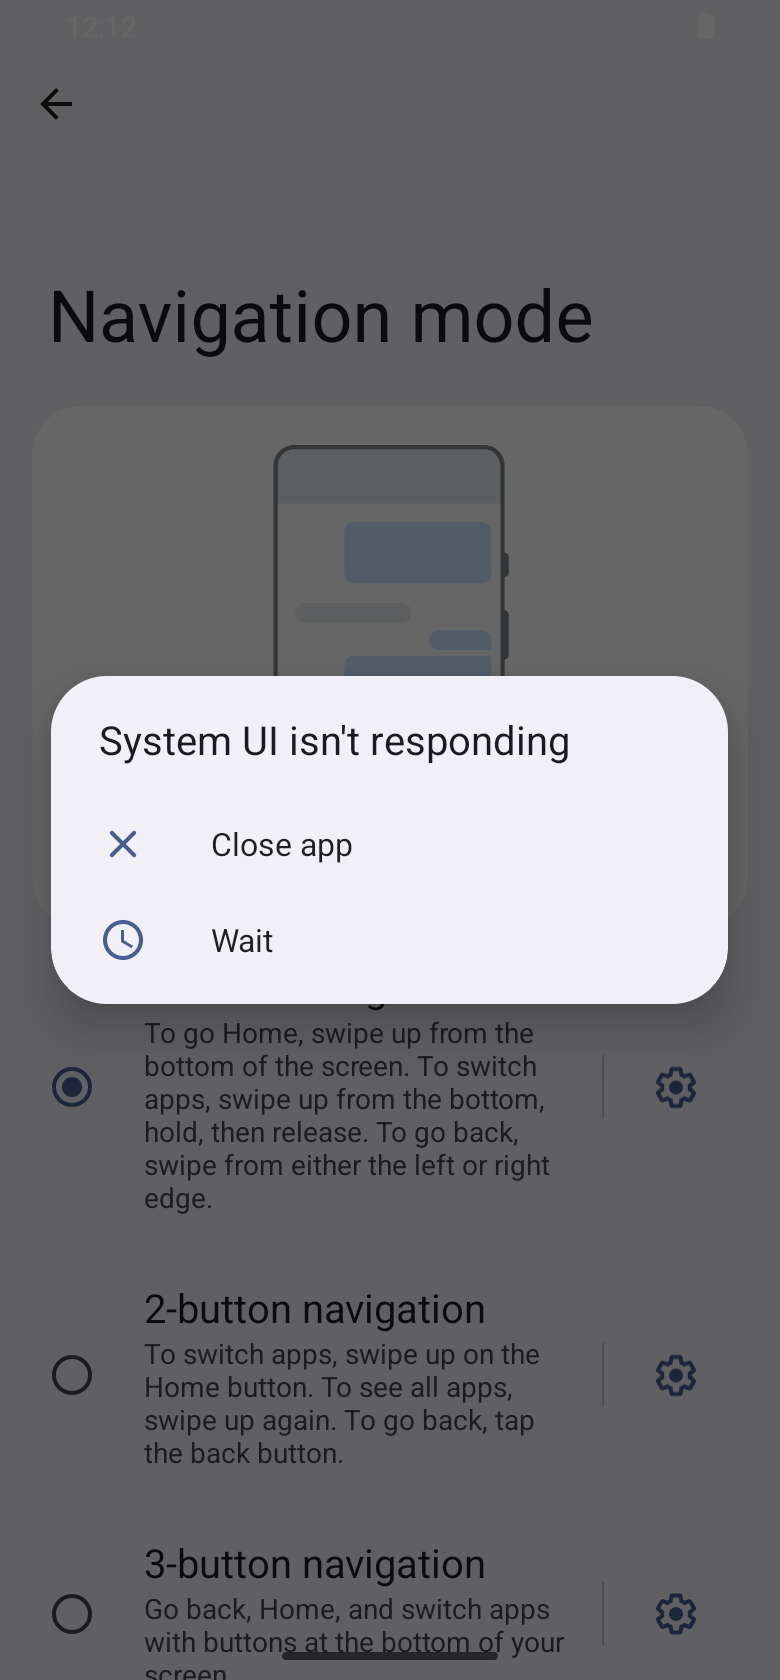 12:12
Navigation mode
System UI isn't responding
Close app
Wait
To go Home, swipe up from the
bottom of the screen. To switch
apps, swipe up from the bottom,
hold, then release. To go back,
swipe from either the left or right
edge.
2-button navigation
To switch apps, swipe up on the
Home button. To see all apps,
swipe up again. To go back, tap
the back button.
3-button navigation
Go back, Home, and switch apps
with buttons at the bottom of your
screen.